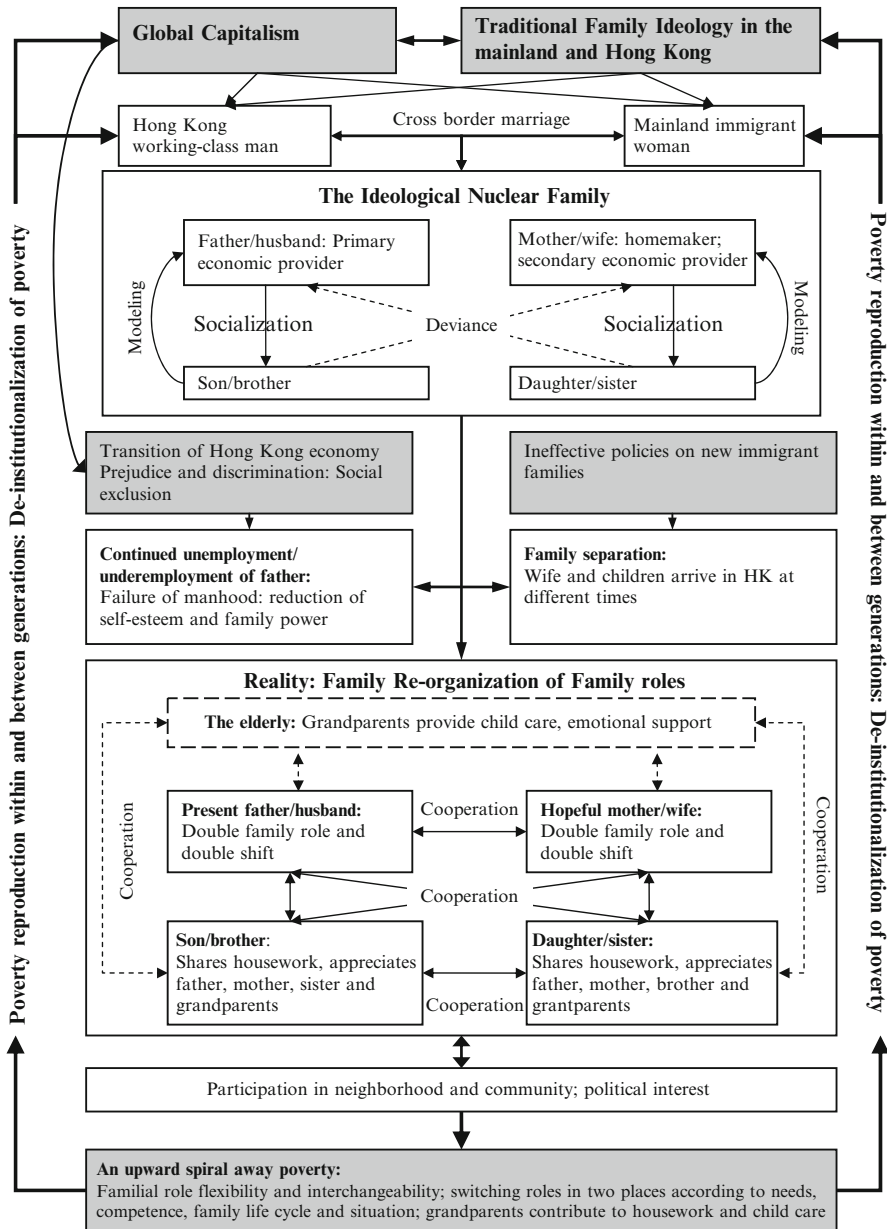 Global Capitalism
Traditional Family Ideology in the
mainland and Hong Kong
Hong Kong
working-class man
Cross border marriage
Mainland immigrant
woman
The Ideological Nuclear Family
Father/husband: Primary
economic provider
Mother/wife: homemaker;
secondary economic provider
Modeling
Socialization
Deviance
Socialization
Modeling
Son/brother
Daughter/sister
Transition of Hong Kong economy
Prejudice and discrimination: Social
exclusion
Ineffective policies on new immigrant
families
Continued unemployment/
underemployment of father:
Failure of manhood: reduction of
self-esteem and family power
Family separation:
Wife and children arrive in HK at
different times
Reality: Family Re-organization of Family roles
The elderly: Grandparents provide child care, emotional support
Cooperation
Present father/husband:
Double family role and
double shift
Cooperation
Hopeful mother/wife:
Double family role and
double shift
Cooperation
Cooperation
Son/brother:
Shares housework, appreciates
father, mother, sister and
grandparents
Cooperation
Daughter/sister:
Shares housework, appreciates
father, mother, brother and
grantparents
Participation in neighborhood and community; political interest
An upward spiral away poverty:
Familial role flexibility and interchangeability; switching roles in two places according to needs,
competence, family life cycle and situation; grandparents contribute to housework and child care
Poverty reproduction within and between generations: De-institutionalization of poverty
Poverty reproduction within and between generations: De-institutionalization of poverty